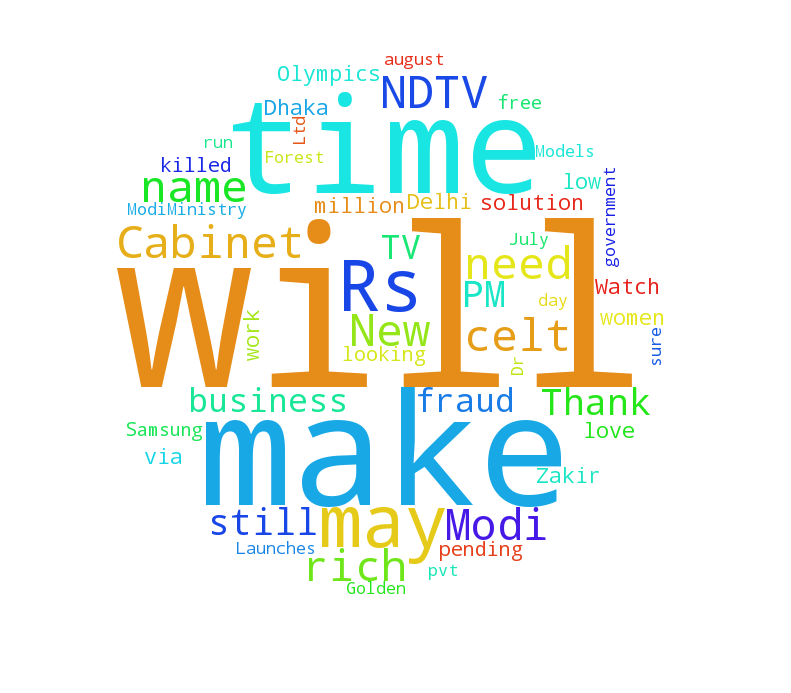 august
Olympics
NDTV
time
Dhaka
free
Ltd
run
Forest
Models
killed
name
low
ModiMinistry
million
Delhi
solution
government
will
Cabinet
TV
July
need
Rs
PM
Watch
day
New
celt
women
work
looking
Dr
sure
business
fraud
Thank
make
Samsung
love
via
Zakir
still
may
Modi
Launches
pending
rich
pvt
Golden